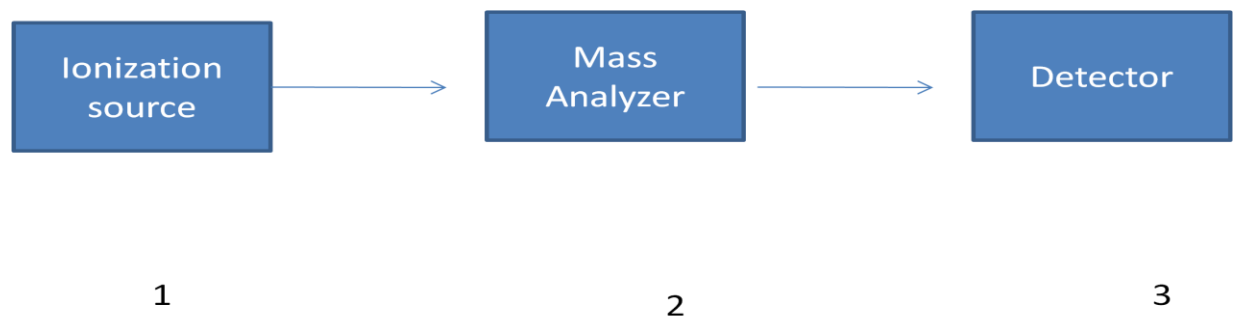 Ionization
source
Mass
Analyzer
Detector
1
2
3